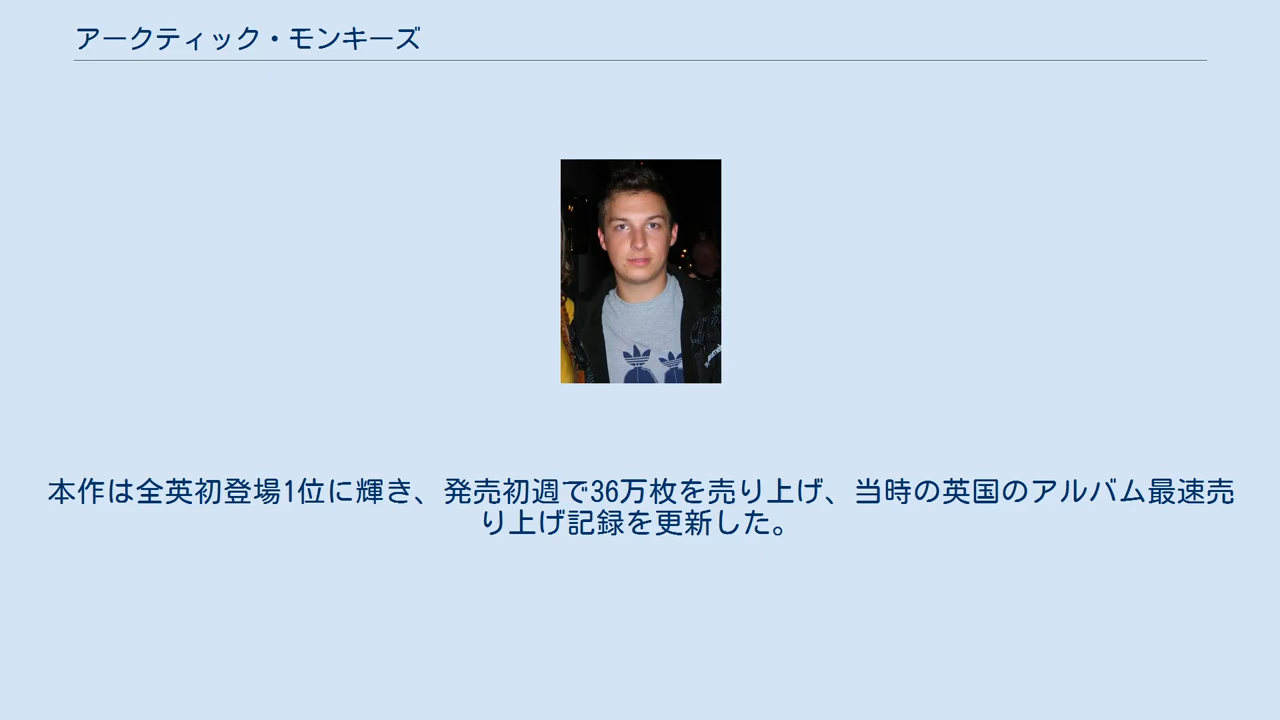 アークティック・モンキーズ
本作は全英初登場1位に輝き、発売初週で36万枚を売り上げ、当時の英国のアルバム最速売
り上げ記録を更新した。